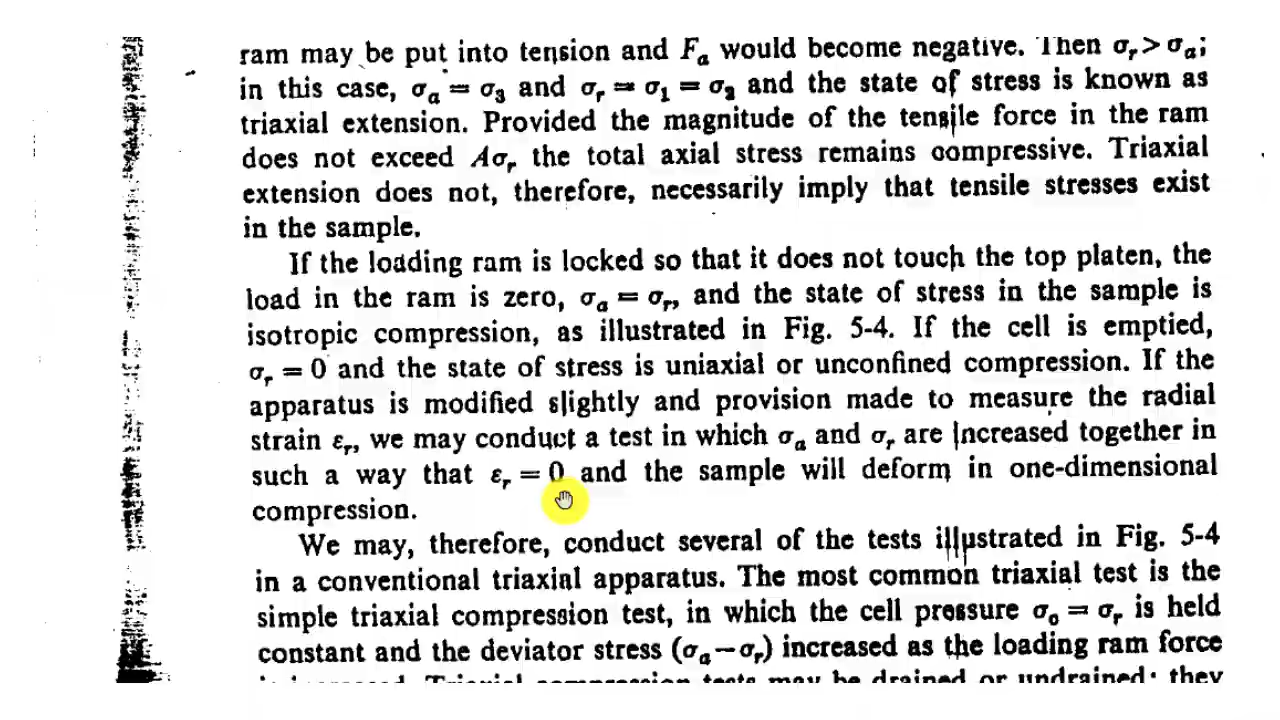 ram may be put into tension and Fₐ would become negative. Then σᵣ > σₐ;
in this case, σₐ = σ₃ and σᵣ = σ₁ = σ₂ and the state of stress is known as
triaxial extension. Provided the magnitude of the tensile force in the ram
does not exceed Aσᵣ the total axial stress remains compressive. Triaxial
extension does not, therefore, necessarily imply that tensile stresses exist
in the sample.
If the loading ram is locked so that it does not touch the top platen, the
load in the ram is zero, σₐ = σᵣ, and the state of stress in the sample is
isotropic compression, as illustrated in Fig. 5-4. If the cell is emptied,
σᵣ = 0 and the state of stress is uniaxial or unconfined compression. If the
apparatus is modified slightly and provision made to measure the radial
strain εᵣ, we may conduct a test in which σₐ and σᵣ are increased together in
such a way that εᵣ = 0 and the sample will deform in one-dimensional
compression.
We may, therefore, conduct several of the tests illustrated in Fig. 5-4
in a conventional triaxial apparatus. The most common triaxial test is the
simple triaxial compression test, in which the cell pressure σ₀ = σᵣ is held
constant and the deviator stress (σₐ−σᵣ) increased as the loading ram force
is increased. Triaxial compression tests may be drained or undrained; they